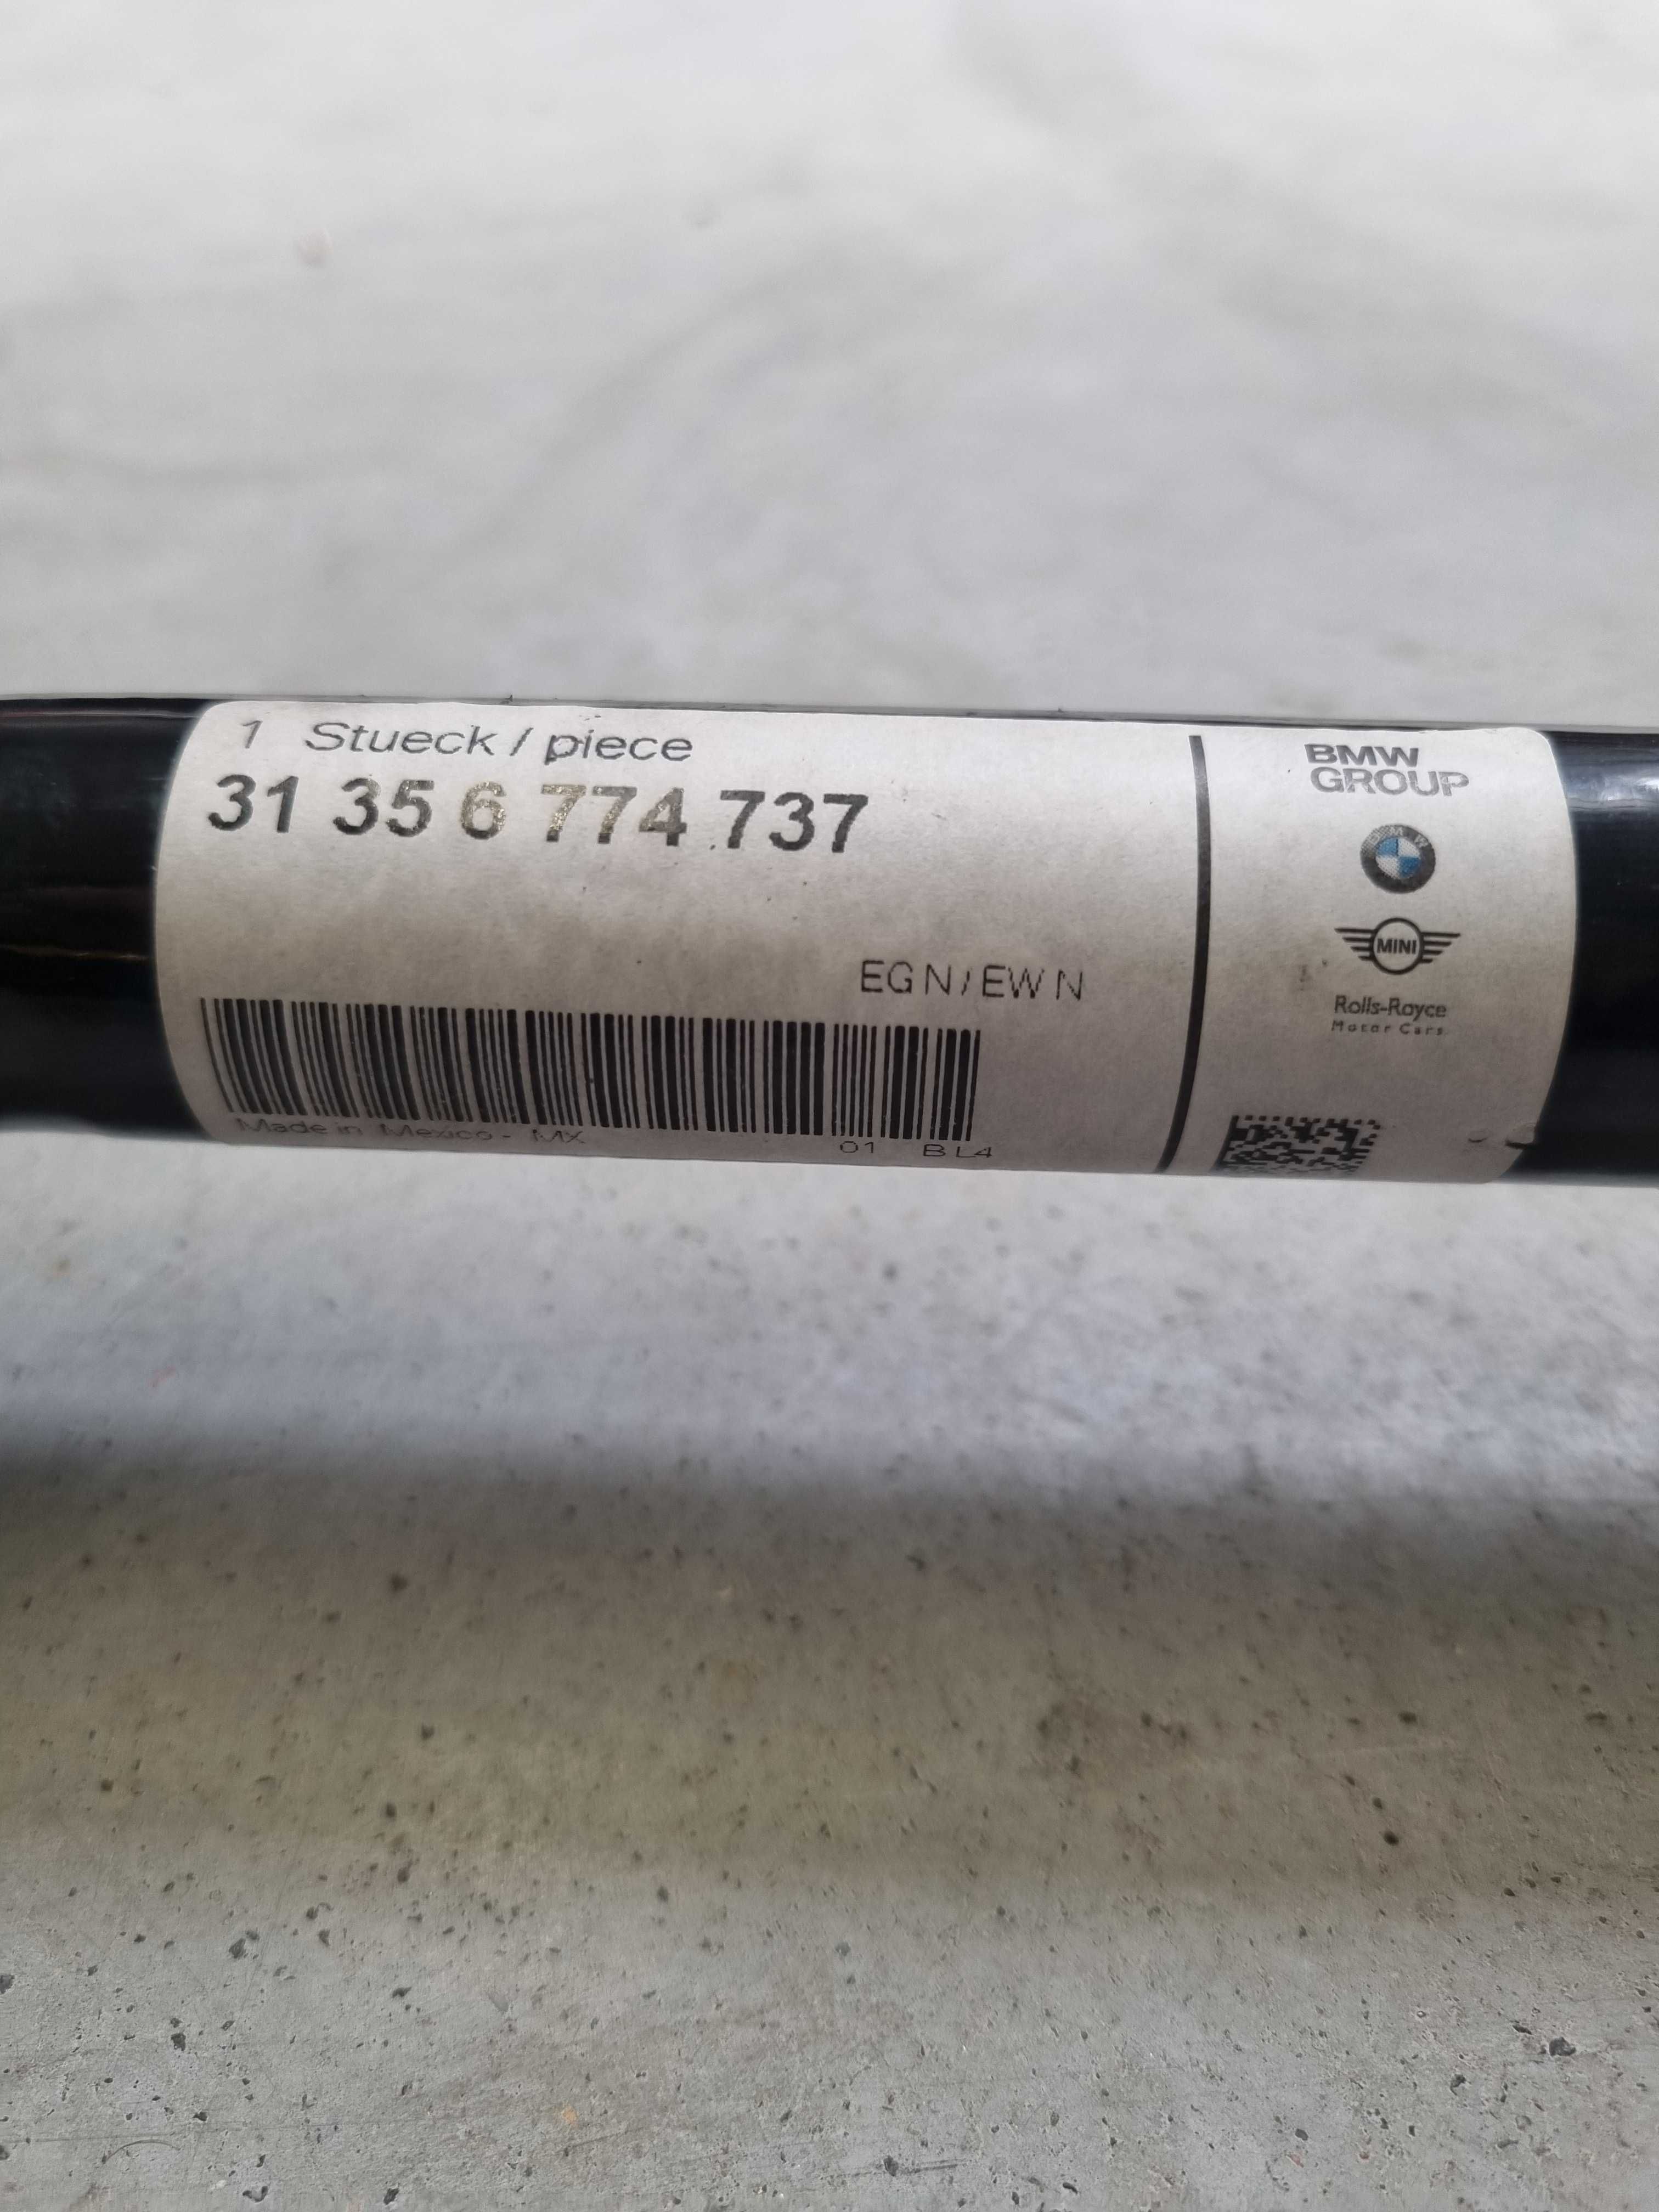 1 Stueck / piece
31 35 6 774 737
EGN/EWN
Made in Mexico - MX
01 BL4
BMW
GROUP
BMW
MINI
Rolls-Royce
Motor Cars